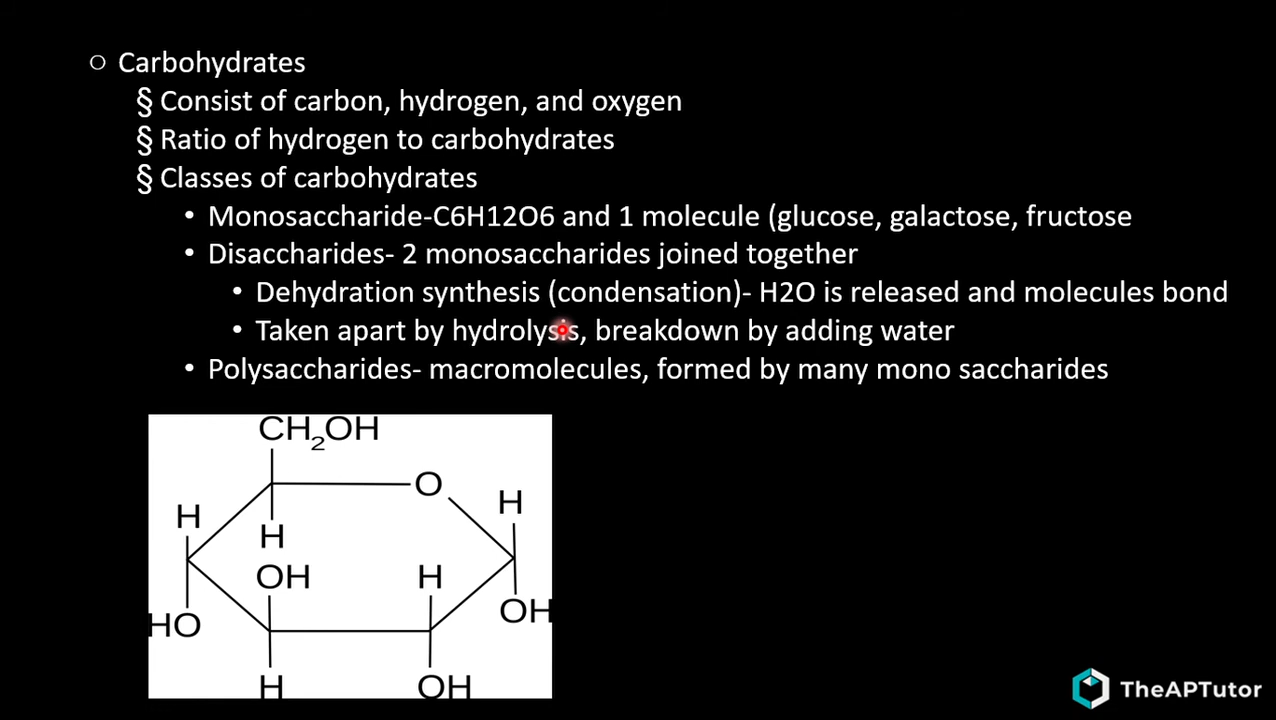 ○ Carbohydrates
§ Consist of carbon, hydrogen, and oxygen
§ Ratio of hydrogen to carbohydrates
§ Classes of carbohydrates
• Monosaccharide-C6H12O6 and 1 molecule (glucose, galactose, fructose
• Disaccharides- 2 monosaccharides joined together
• Dehydration synthesis (condensation)- H2O is released and molecules bond
• Taken apart by hydrolysis, breakdown by adding water
• Polysaccharides- macromolecules, formed by many mono saccharides
CH₂OH
O
H
H
H
OH
H
HO
OH
H
OH
TheAPTutor